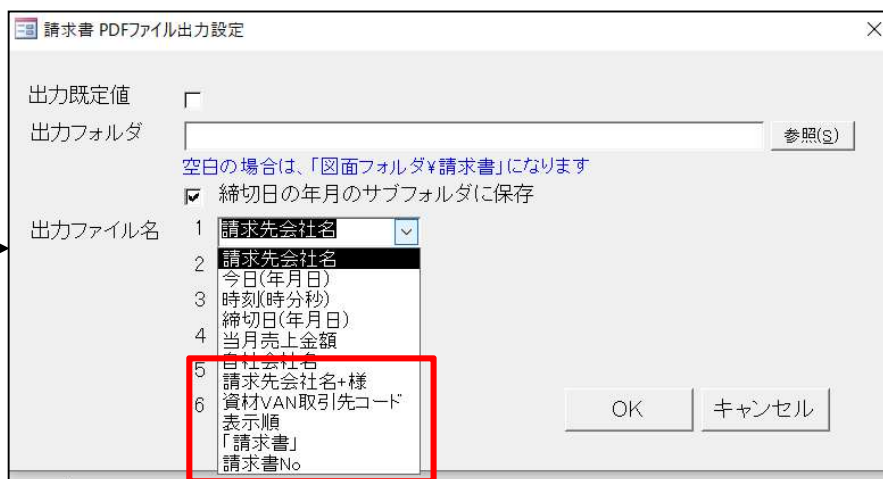 請求書 PDFファイル出力設定
出力既定値
出力フォルダ
参照(S)
空白の場合は、「図面フォルダ¥請求書」になります
締切日の年月のサブフォルダに保存
出力ファイル名
1 請求先会社名
2
3
4
5
6
請求先会社名
今日(年月日)
時刻(時分秒)
締切日(年月日)
当月売上金額
自社会社名
請求先会社名+様
資材VAN取引先コード
表示順
「請求書」
請求書No
OK
キャンセル